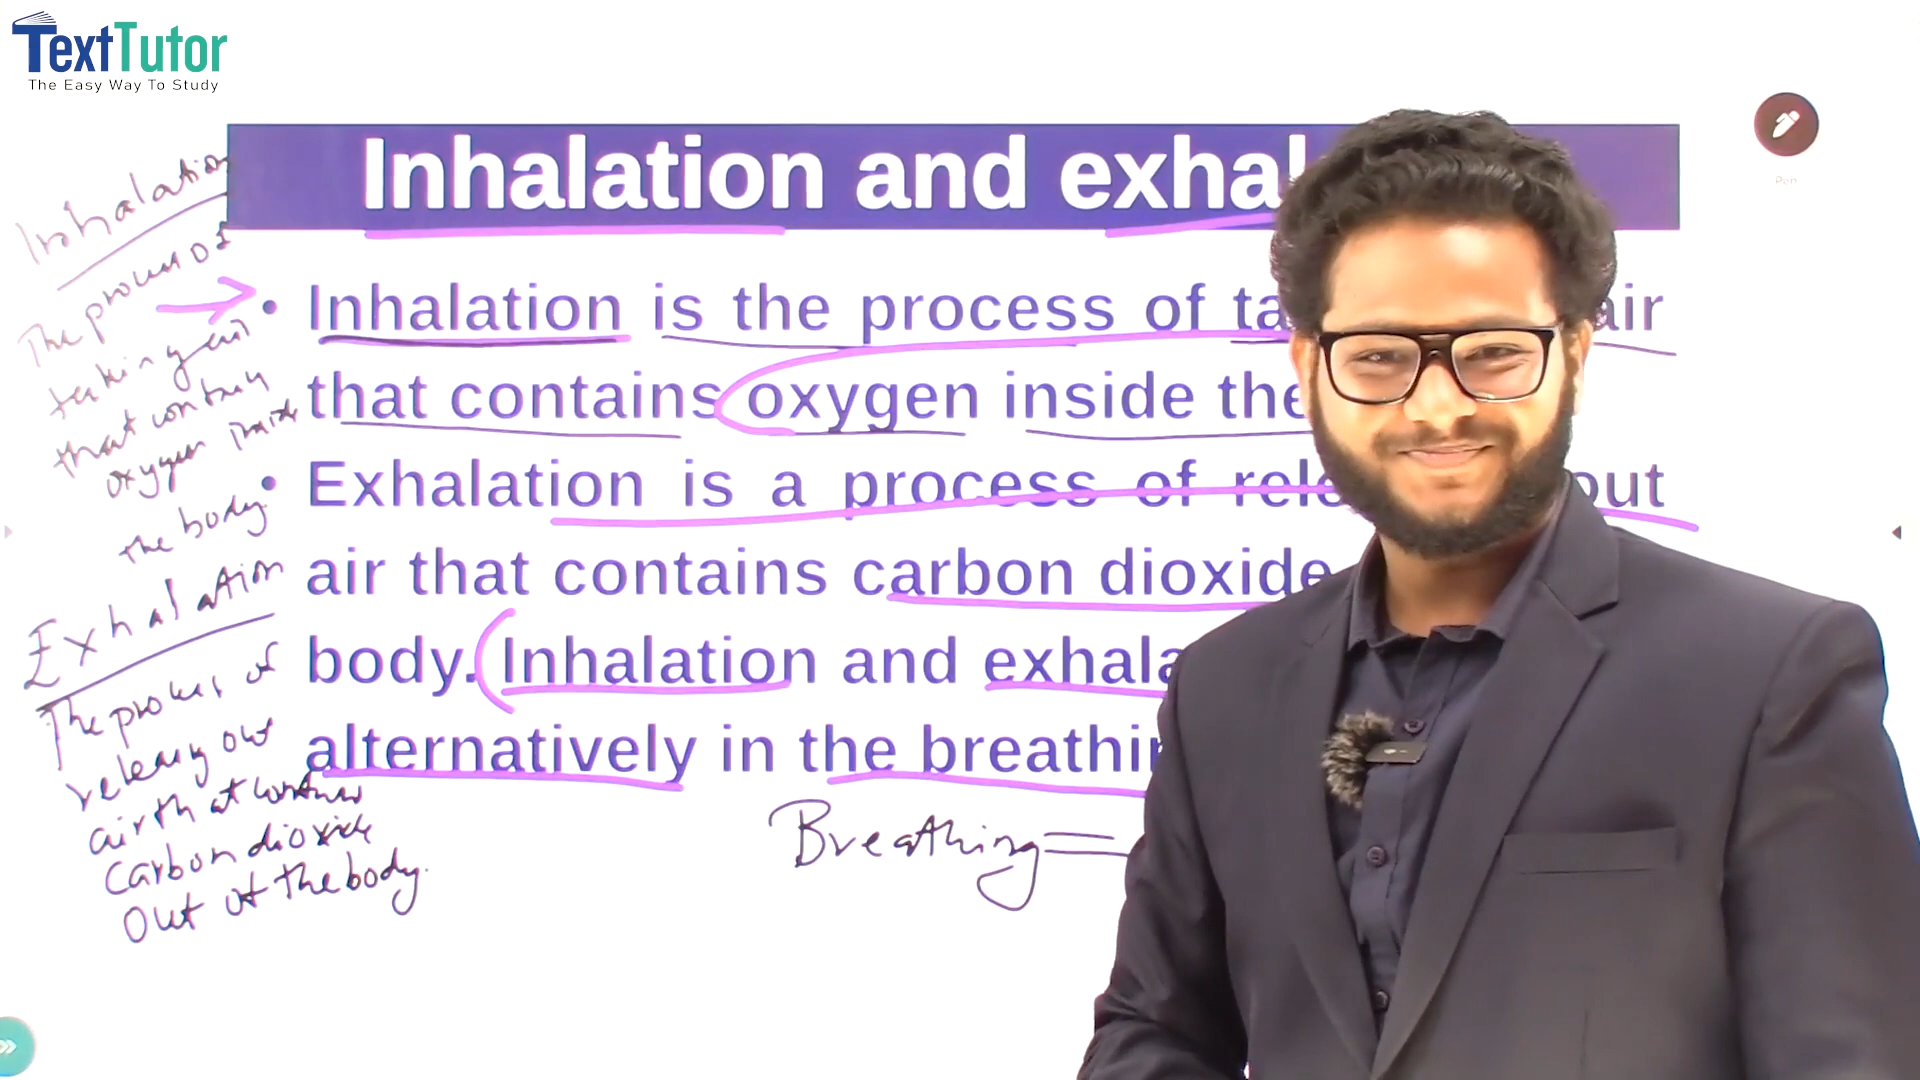 TextTutor
The Easy Way To Study
Inhalation and exhal
Pen
Inhalation is the process of ta air
that contains oxygen inside the
Exhalation is a process of rele out
air that contains carbon dioxide
body. Inhalation and exhala
alternatively in the breathin
Inhalation
The process of
taking air
that contain
oxygen inside
the body.
Exhalation
The process of
releasing out
air that contains
Carbon dioxide
Out of the body.
Breathing =